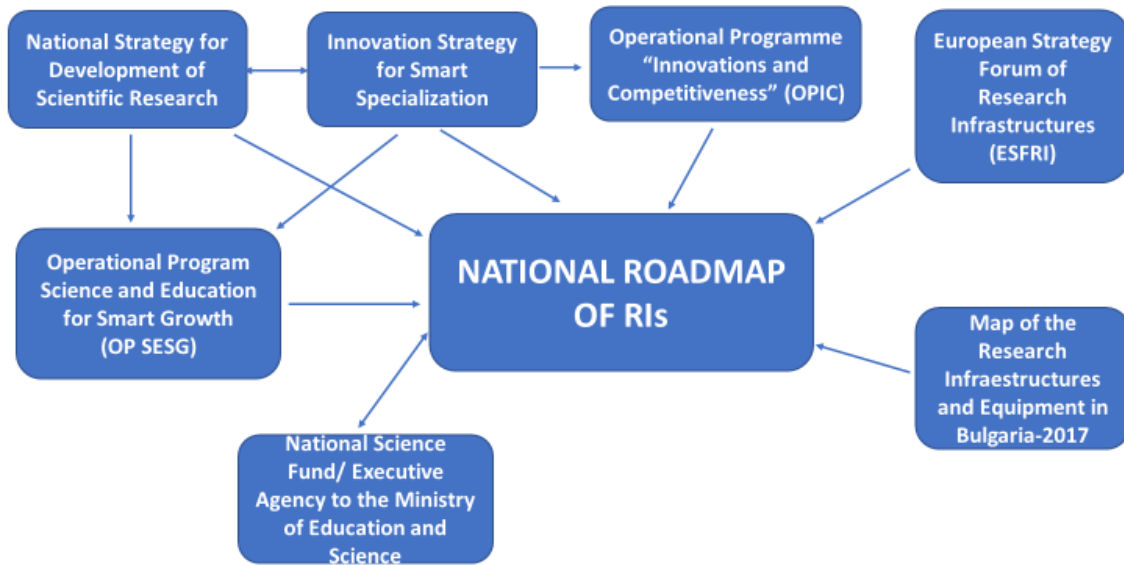 National Strategy for
Development of
Scientific Research
Innovation Strategy
for Smart
Specialization
Operational Programme
“Innovations and
Competitiveness” (OPIC)
European Strategy
Forum of
Research
Infrastructures
(ESFRI)
Operational Program
Science and Education
for Smart Growth
(OP SESG)
NATIONAL ROADMAP
OF RIs
Map of the
Research
Infraestructures
and Equipment in
Bulgaria-2017
National Science
Fund/ Executive
Agency to the Ministry
of Education and
Science